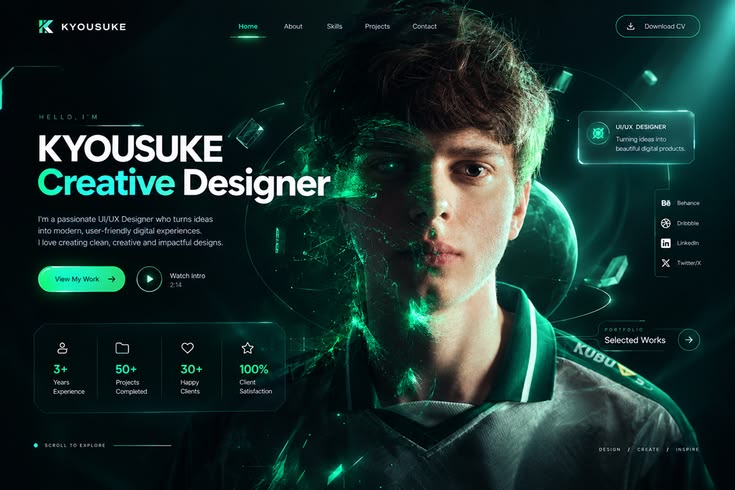 KYOUSUKE
Home
About
Skills
Projects
Contact
Download CV
HELLO, I'M
KYOUSUKE
Creative Designer
I'm a passionate UI/UX Designer who turns ideas
into modern, user-friendly digital experiences.
I love creating clean, creative and impactful designs.
View My Work
Watch Intro
2:14
3+
Years
Experience
50+
Projects
Completed
30+
Happy
Clients
100%
Client
Satisfaction
SCROLL TO EXPLORE
UI/UX DESIGNER
Turning ideas into
beautiful digital products.
Bē Behance
Dribbble
in LinkedIn
X Twitter/X
PORTFOLIO
Selected Works
KUBU
DESIGN / CREATE / INSPIRE